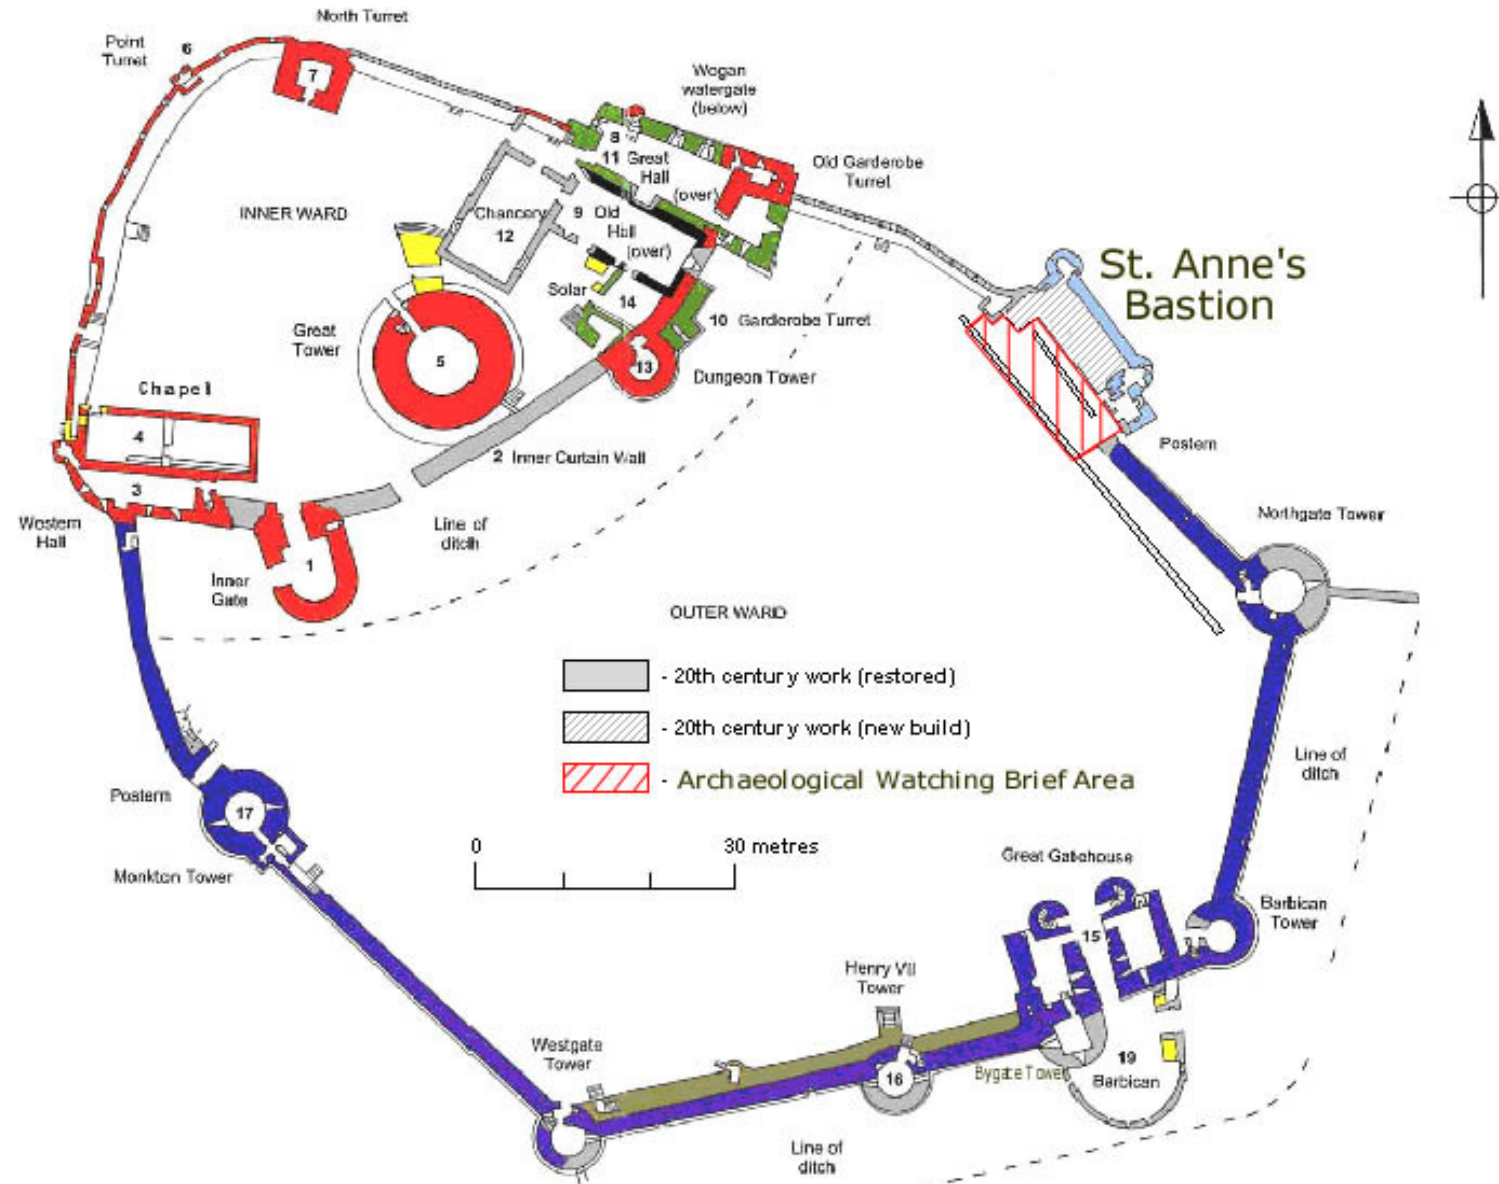 North Turret
Point
Turret
6
7
Wogan
watergate
(below)
8
11 Great
Hall
(over)
Old Garderobe
Turret
INNER WARD
Chancery
12
9 Old
Hall
(over)
St. Anne's
Bastion
Solar
14
10 Garderobe Turret
Great
Tower
5
13
Dungeon Tower
Chapel
4
2 Inner Curtain Wall
Postern
3
Western
Hall
Line of
ditch
Northgate Tower
1
Inner
Gate
OUTER WARD
- 20th century work (restored)
- 20th century work (new build)
- Archaeological Watching Brief Area
Line of
ditch
Postern
17
0 30 metres
Monkton Tower
Great Gatehouse
15
Barbican
Tower
Henry VII
Tower
Westgate
Tower
16
Bygate Tower
19
Barbican
Line of
ditch